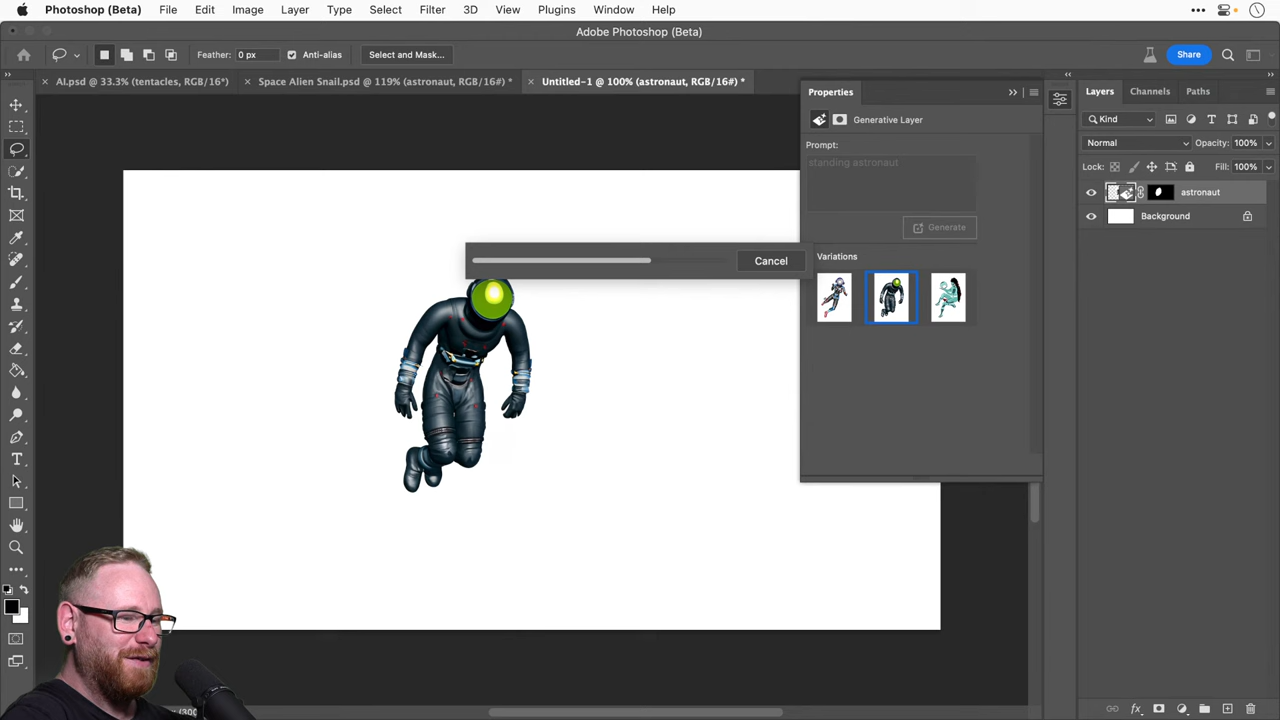 Photoshop (Beta) File Edit Image Layer Type Select Filter 3D View Plugins Window Help
Adobe Photoshop (Beta)
Feather: 0 px Anti-alias Select and Mask... Share
AI.psd @ 33.3% (tentacles, RGB/16*) Space Alien Snail.psd @ 119% (astronaut, RGB/16#) * Untitled-1 @ 100% (astronaut, RGB/16#) *
Properties
Generative Layer
Prompt:
standing astronaut
Generate
Variations
Cancel
Layers Channels Paths
Kind
Normal Opacity: 100%
Lock: Fill: 100%
astronaut
Background